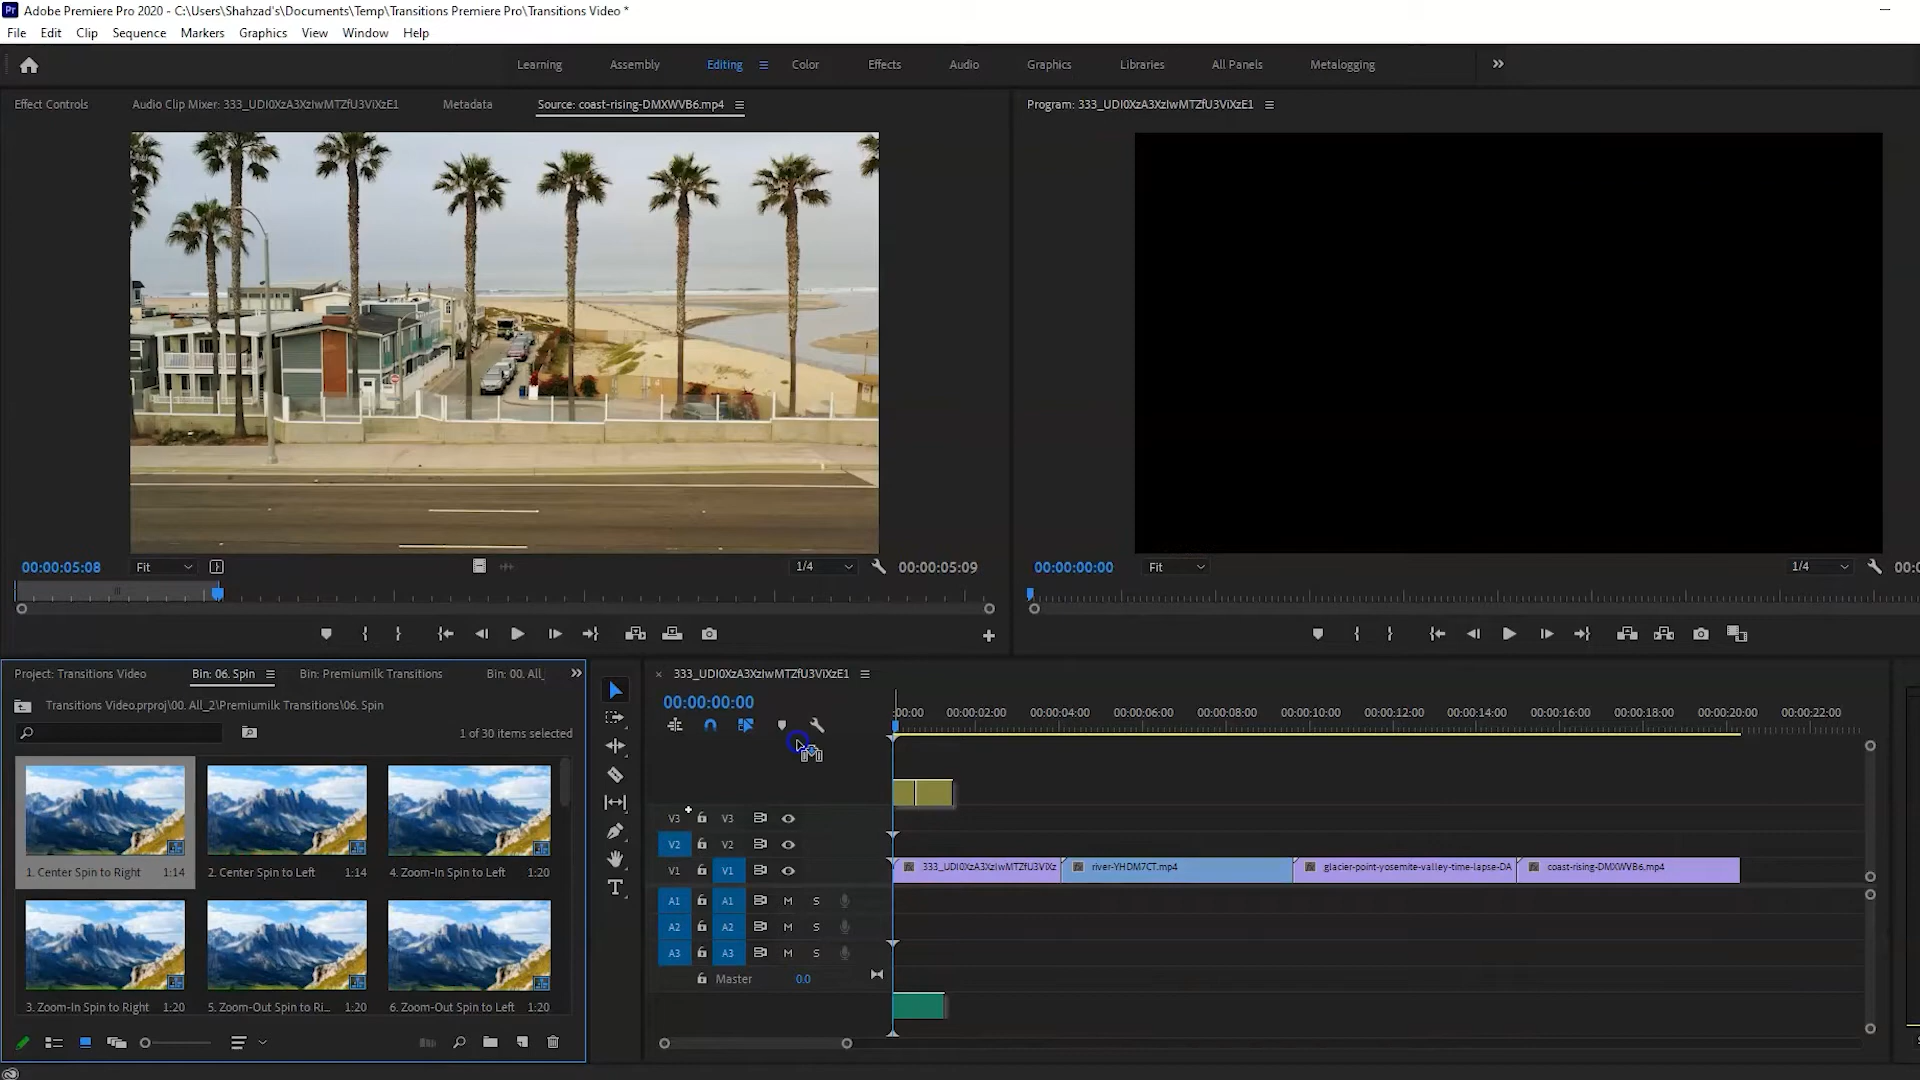 Pr Adobe Premiere Pro 2020 - C:\Users\Shahzad's\Documents\Temp\Transitions Premiere Pro\Transitions Video *
File Edit Clip Sequence Markers Graphics View Window Help
Learning Assembly Editing Color Effects Audio Graphics Libraries All Panels Metalogging
Effect Controls Audio Clip Mixer: 333_UDI0XzA3XzIwMTZfU3ViXzE1 Metadata Source: coast-rising-DMXWVB6.mp4 Program: 333_UDI0XzA3XzIwMTZfU3ViXzE1
00:00:05:08 Fit 1/4 00:00:05:09 00:00:00:00 Fit 1/4
Project: Transitions Video Bin: 06. Spin Bin: Premiumilk Transitions Bin: 00. All_ 333_UDI0XzA3XzIwMTZfU3ViXzE1
Transitions Video.prproj\00. All_2\Premiumilk Transitions\06. Spin
1 of 30 items selected
1. Center Spin to Right 1:14 2. Center Spin to Left 1:14 4. Zoom-In Spin to Left 1:20
3. Zoom-In Spin to Right 1:20 5. Zoom-Out Spin to Ri... 1:20 6. Zoom-Out Spin to Left 1:20
00:00:00:00
:00:00 00:00:02:00 00:00:04:00 00:00:06:00 00:00:08:00 00:00:10:00 00:00:12:00 00:00:14:00 00:00:16:00 00:00:18:00 00:00:20:00 00:00:22:00
V3 V3
V2 V2
V1 V1 333_UDI0XzA3XzIwMTZfU3ViXz river-YHDM7CT.mp4 glacier-point-yosemite-valley-time-lapse-DA coast-rising-DMXWVB6.mp4
A1 A1 M S
A2 A2 M S
A3 A3 M S
Master 0.0